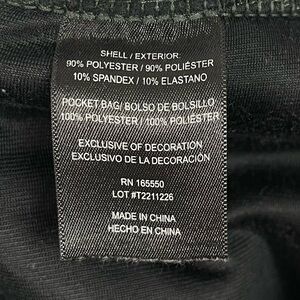 SHELL / EXTERIOR:
90% POLYESTER / 90% POLIÉSTER
10% SPANDEX / 10% ELASTANO
POCKET BAG/ BOLSO DE BOLSILLO
100% POLYESTER / 100% POLIÉSTER
EXCLUSIVE OF DECORATION
EXCLUSIVO DE LA DECORACIÓN
RN 165550
LOT #T2211226
MADE IN CHINA
HECHO EN CHINA